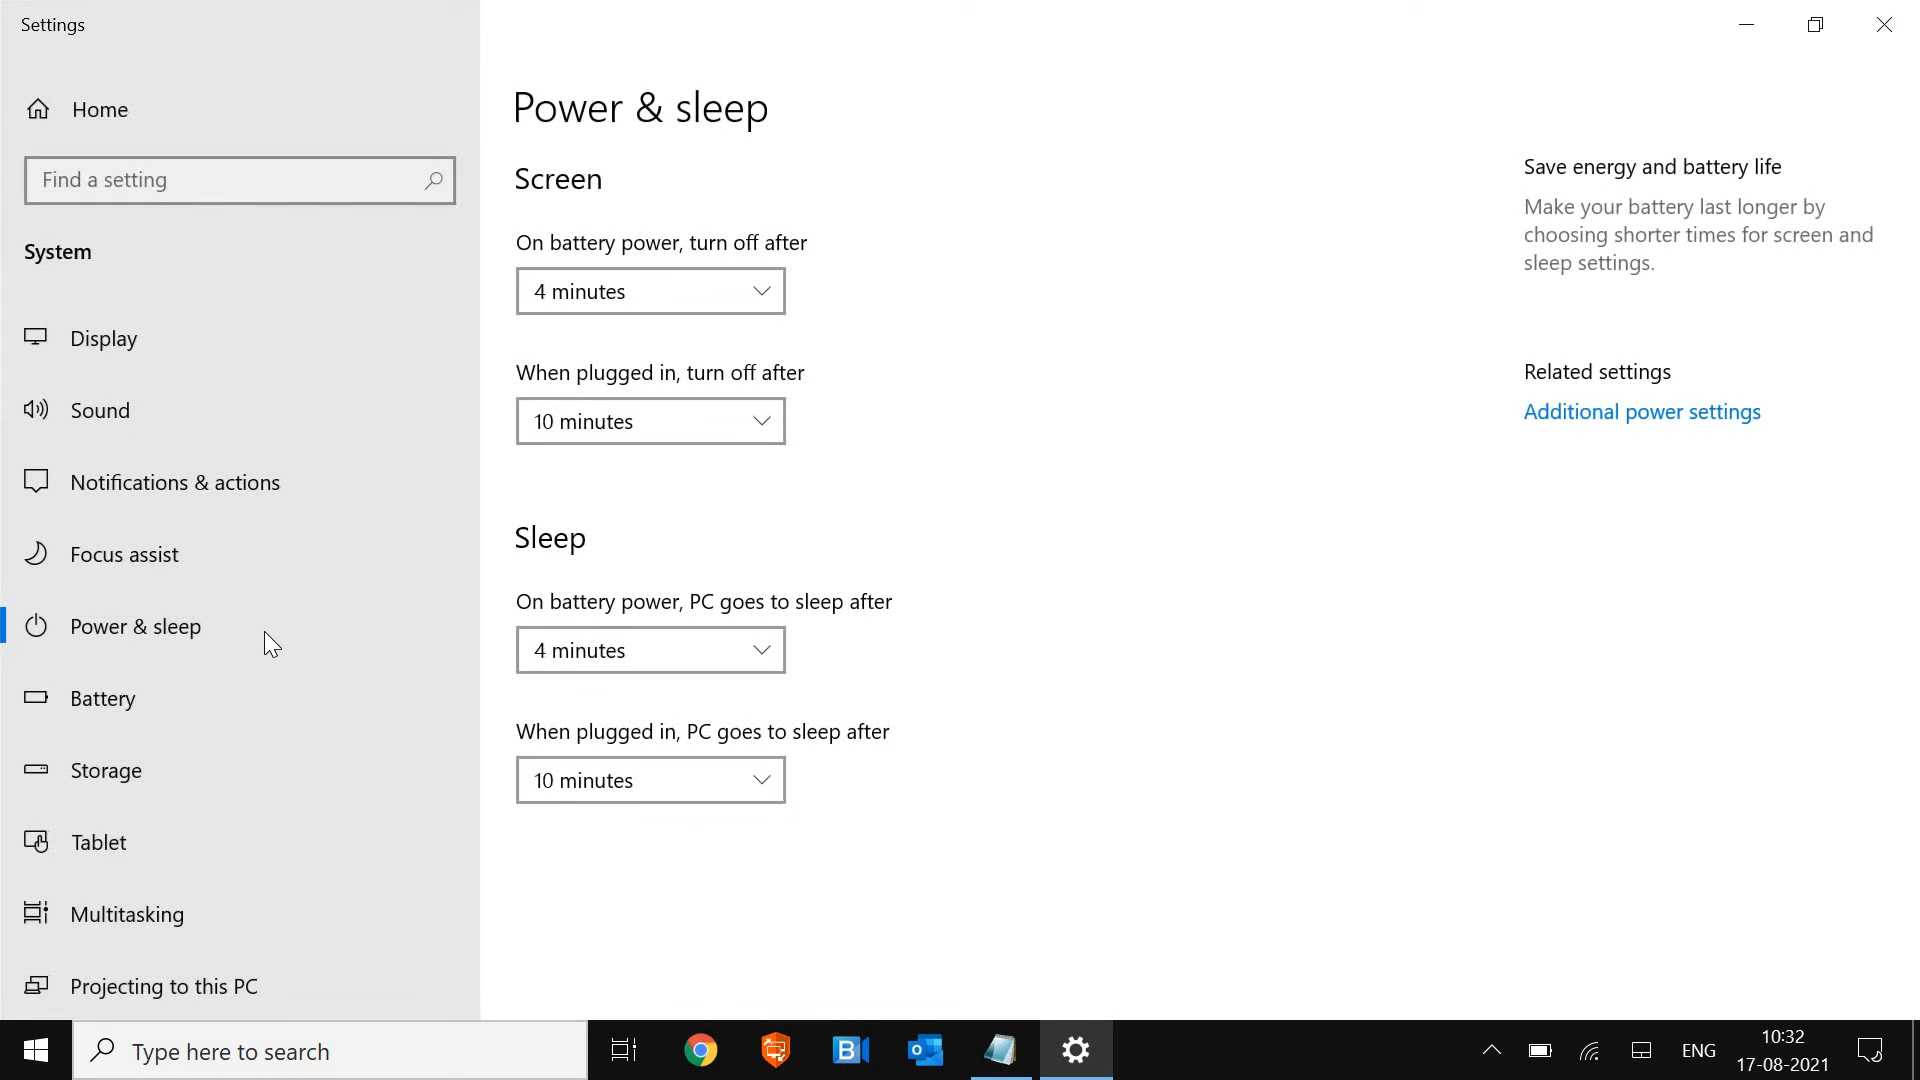 Settings
Home
Find a setting
System
Display
Sound
Notifications & actions
Focus assist
Power & sleep
Battery
Storage
Tablet
Multitasking
Projecting to this PC
Power & sleep
Screen
On battery power, turn off after
4 minutes
When plugged in, turn off after
10 minutes
Sleep
On battery power, PC goes to sleep after
4 minutes
When plugged in, PC goes to sleep after
10 minutes
Save energy and battery life
Make your battery last longer by
choosing shorter times for screen and
sleep settings.
Related settings
Additional power settings
Type here to search
B
o
ENG
10:32
17-08-2021